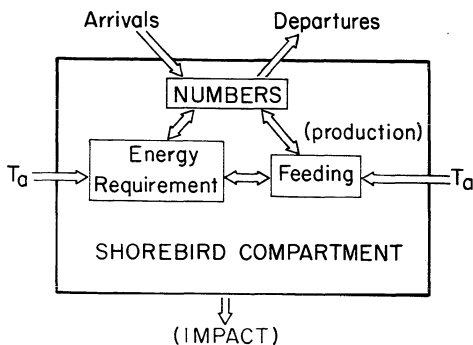 Arrivals Departures
NUMBERS
(production)
Energy
Requirement
Feeding
Ta Ta
SHOREBIRD COMPARTMENT
(IMPACT)